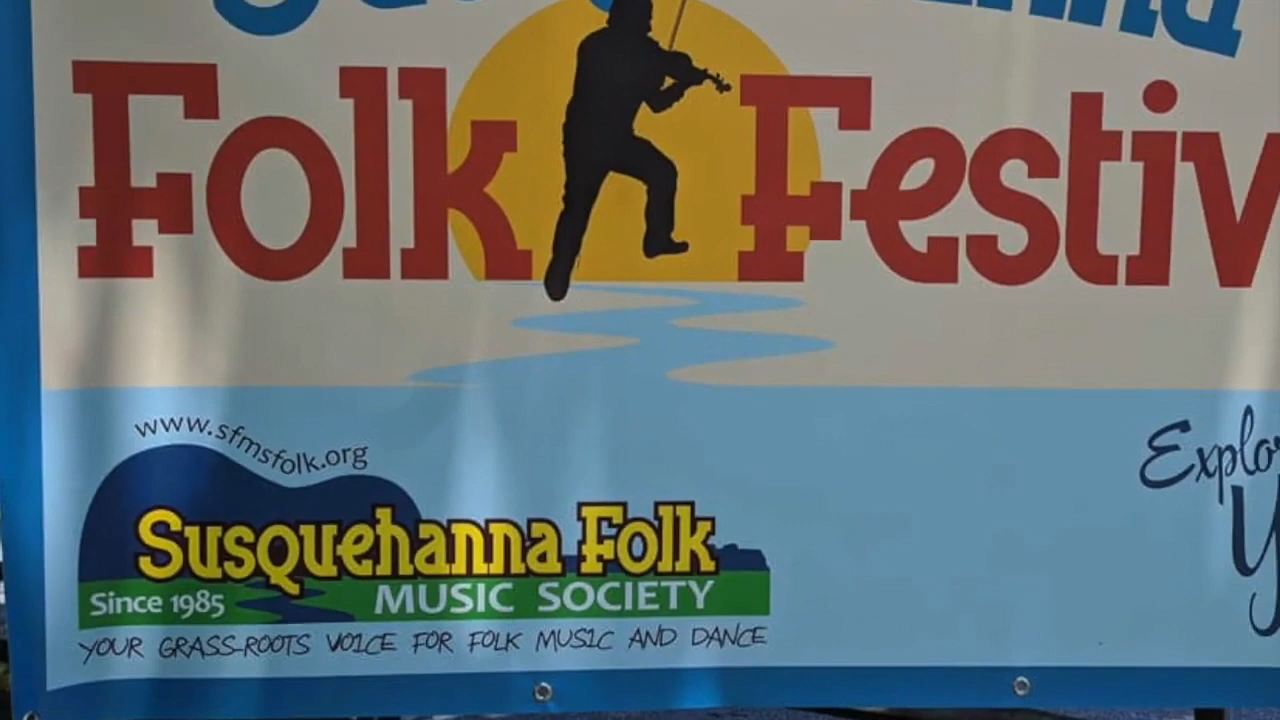 Folk Festiv
www.sfmsfolk.org
Susquehanna Folk
Since 1985 MUSIC SOCIETY
YOUR GRASS-ROOTS VOICE FOR FOLK MUSIC AND DANCE
Explo